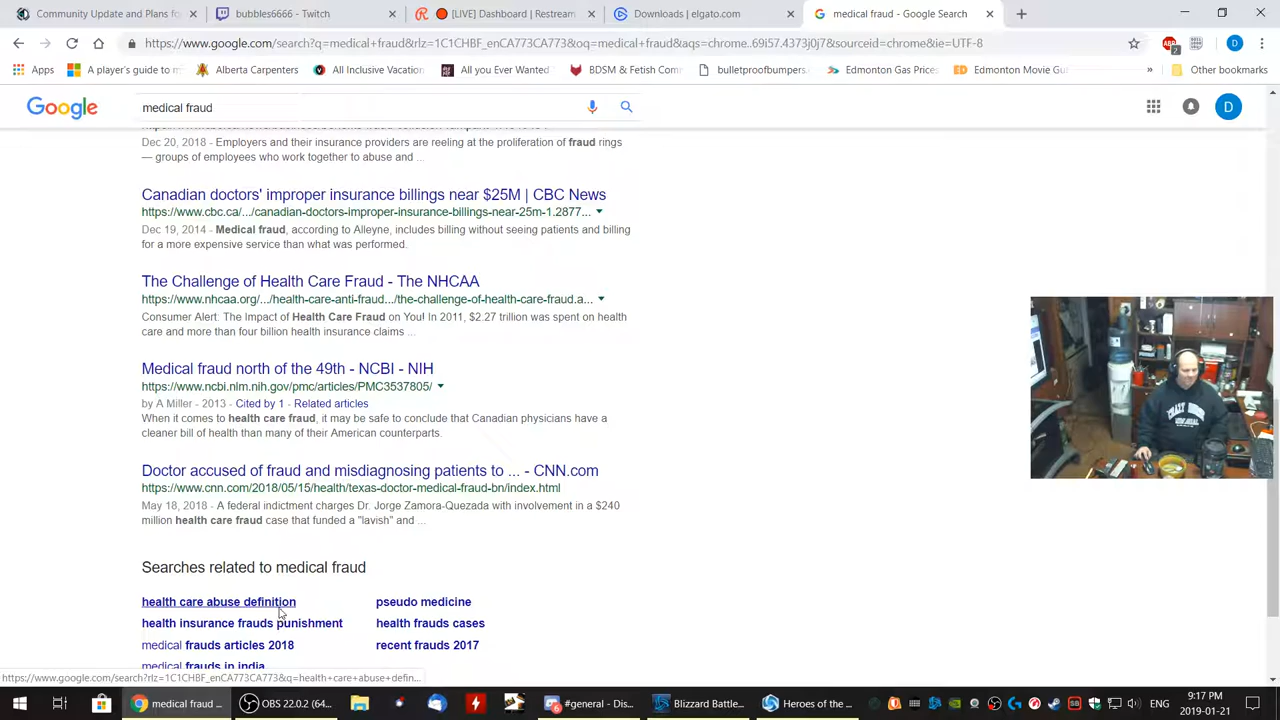 Community Update and Plans fo
bubbles6666 - Twitch
[LIVE] Dashboard | Restream
Downloads | elgato.com
medical fraud - Google Search
https://www.google.com/search?q=medical+fraud&rlz=1C1CHBF_enCA773CA773&oq=medical+fraud&aqs=chrome..69i57.4373j0j7&sourceid=chrome&ie=UTF-8
Apps
A player's guide to m
Alberta Carpenters
All Inclusive Vacation
All you Ever Wanted
BDSM & Fetish Com
bulletproofbumpers.
Edmonton Gas Prices
Edmonton Movie Gui
»
Other bookmarks
Google
medical fraud
D
Dec 20, 2018 - Employers and their insurance providers are reeling at the proliferation of fraud rings
— groups of employees who work together to abuse and ...
Canadian doctors' improper insurance billings near $25M | CBC News
https://www.cbc.ca/.../canadian-doctors-improper-insurance-billings-near-25m-1.2877...
Dec 19, 2014 - Medical fraud, according to Alleyne, includes billing without seeing patients and billing
for a more expensive service than what was performed.
The Challenge of Health Care Fraud - The NHCAA
https://www.nhcaa.org/.../health-care-anti-fraud.../the-challenge-of-health-care-fraud.a...
Consumer Alert: The Impact of Health Care Fraud on You! In 2011, $2.27 trillion was spent on health
care and more than four billion health insurance claims ...
Medical fraud north of the 49th - NCBI - NIH
https://www.ncbi.nlm.nih.gov/pmc/articles/PMC3537805/
by A Miller - 2013 - Cited by 1 - Related articles
When it comes to health care fraud, it may be safe to conclude that Canadian physicians have a
cleaner bill of health than many of their American counterparts.
Doctor accused of fraud and misdiagnosing patients to ... - CNN.com
https://www.cnn.com/2018/05/15/health/texas-doctor-medical-fraud-bn/index.html
May 18, 2018 - A federal indictment charges Dr. Jorge Zamora-Quezada with involvement in a $240
million health care fraud case that funded a "lavish" and ...
Searches related to medical fraud
health care abuse definition
pseudo medicine
health insurance frauds punishment
health frauds cases
medical frauds articles 2018
recent frauds 2017
medical frauds in india
https://www.google.com/search?rlz=1C1CHBF_enCA773CA773&q=health+care+abuse+defin...
medical fraud ...
OBS 22.0.2 (64...
#general - Dis...
Blizzard Battle...
Heroes of the ...
ENG
9:17 PM
2019-01-21